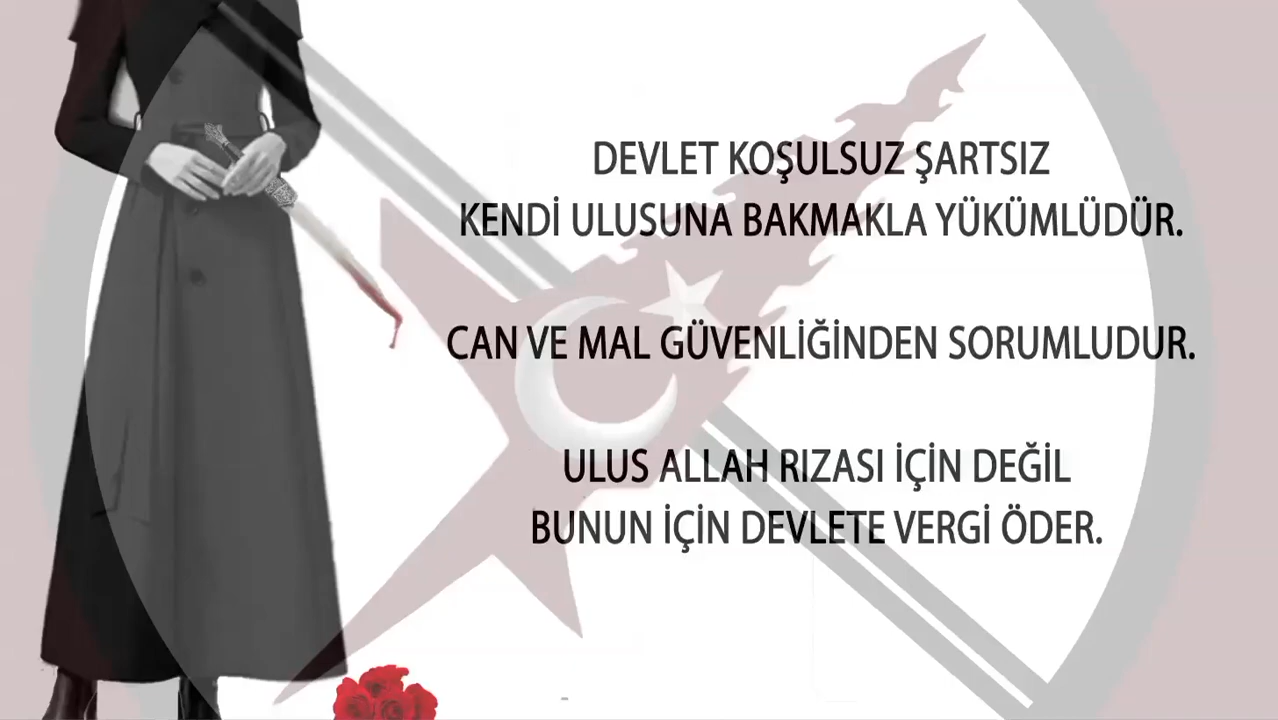 DEVLET KOŞULSUZ ŞARTSIZ
KENDİ ULUSUNA BAKMAKLA YÜKÜMLÜDÜR.
CAN VE MAL GÜVENLİĞİNDEN SORUMLUDUR.
ULUS ALLAH RIZASI İÇİN DEĞİL
BUNUN İÇİN DEVLETE VERGİ ÖDER.